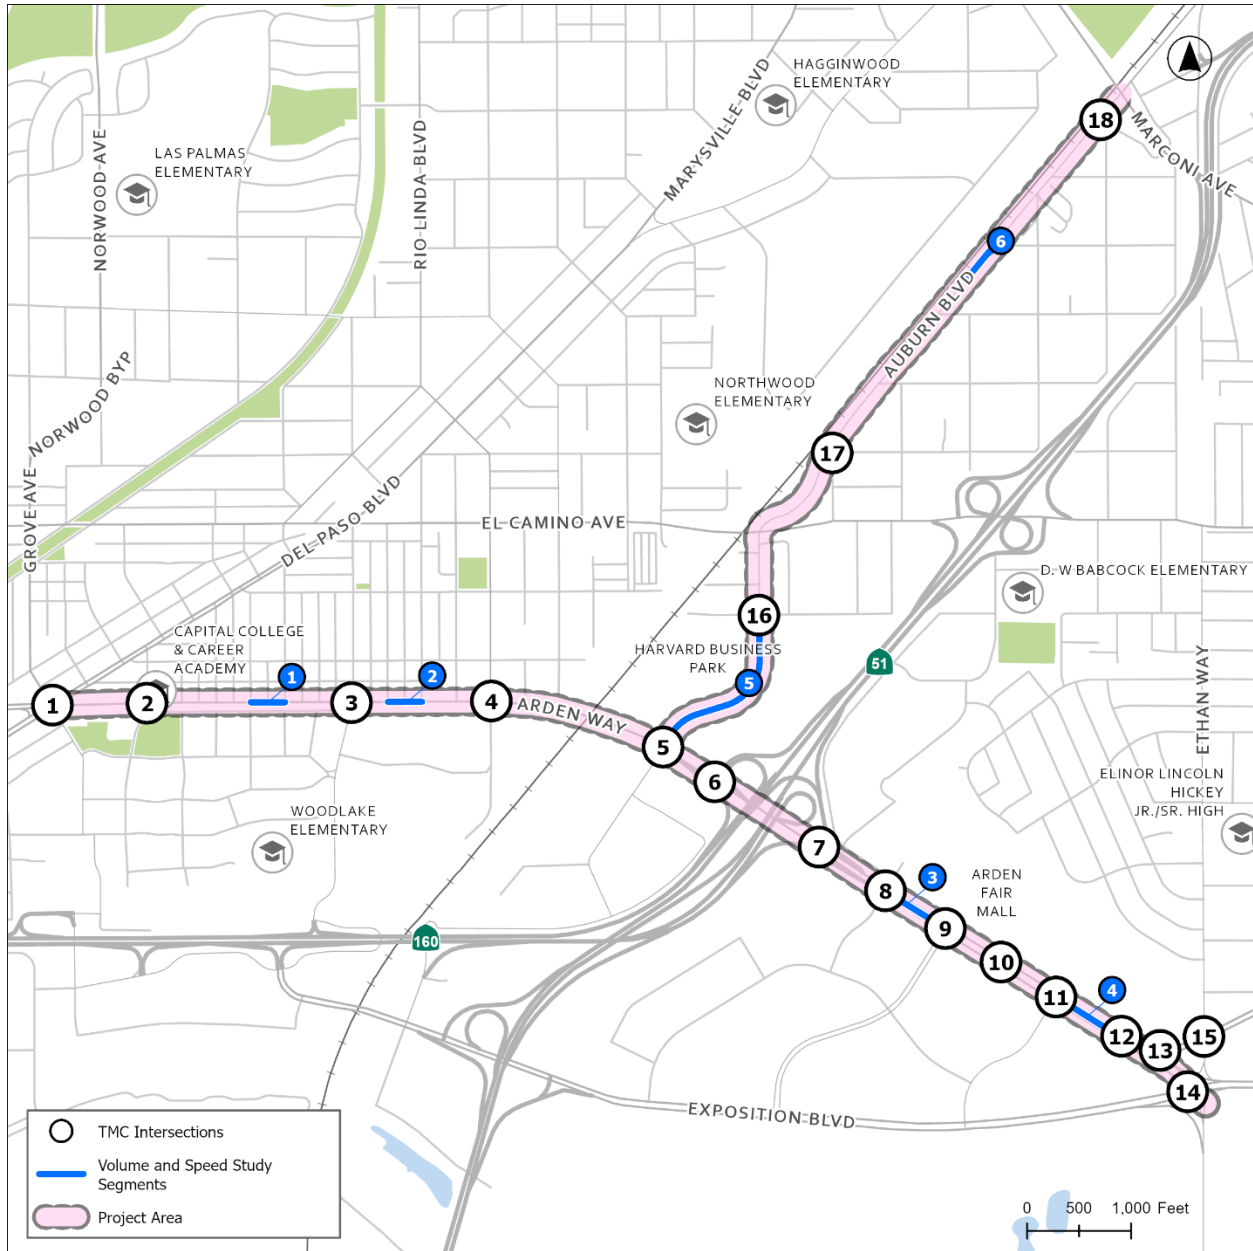 HAGGINWOOD
ELEMENTARY
18
MARCONI AVE
MARYSVILLE BLVD
NORWOOD AVE
RIO LINDA BLVD
LAS PALMAS
ELEMENTARY
6
AUBURN BLVD
NORWOOD BYP
NORTHWOOD
ELEMENTARY
17
GROVE AVE
DEL PASO BLVD
EL CAMINO AVE
D. W BABCOCK ELEMENTARY
16
CAPITAL COLLEGE
& CAREER
ACADEMY
HARVARD BUSINESS
PARK
51
ETHAN WAY
1
2
5
1
2
3
4
ARDEN WAY
5
6
ELINOR LINCOLN
HICKEY
JR./SR. HIGH
WOODLAKE
ELEMENTARY
7
8
3
ARDEN
FAIR
MALL
9
160
10
11
4
12
13
15
14
EXPOSITION BLVD
TMC Intersections
Volume and Speed Study
Segments
Project Area
0 500 1,000 Feet